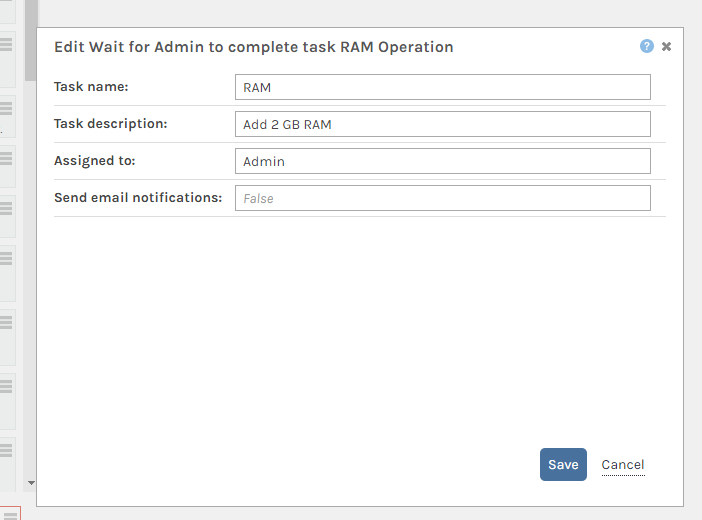 Edit Wait for Admin to complete task RAM Operation
?
Task name: RAM
Task description: Add 2 GB RAM
Assigned to: Admin
Send email notifications: False
Save Cancel